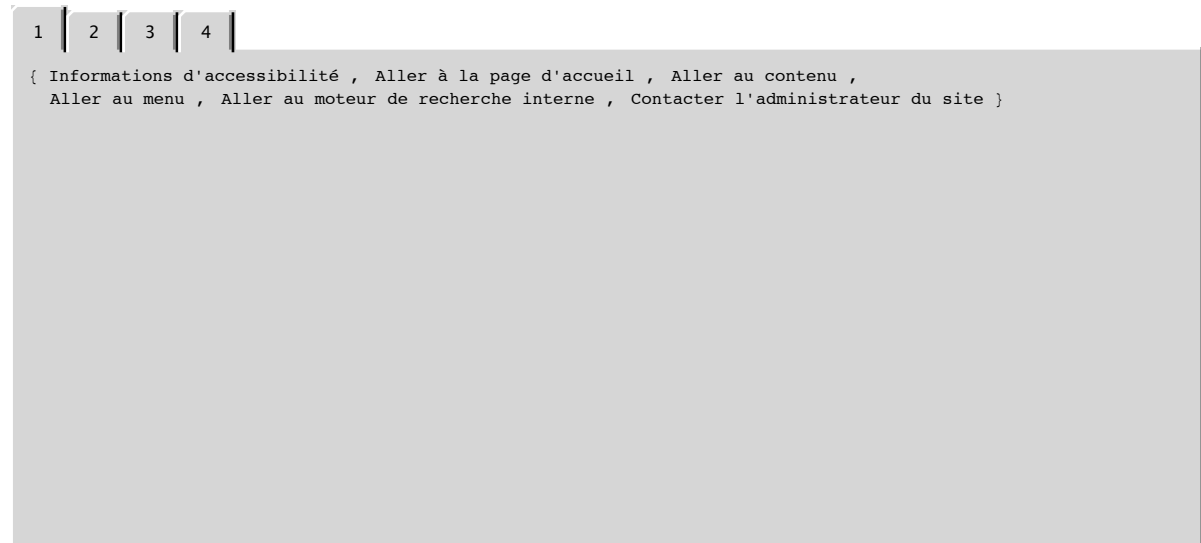 1 2 3 4
{ Informations d'accessibilité , Aller à la page d'accueil , Aller au contenu ,
Aller au menu , Aller au moteur de recherche interne , Contacter l'administrateur du site }